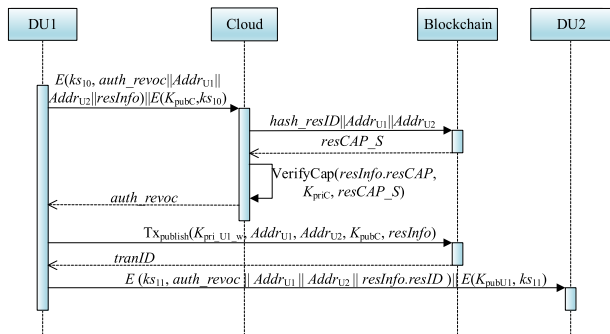 DU1 Cloud Blockchain DU2
E(ks10, auth_revoc||AddrU1||
AddrU2||resInfo)||E(KpubC,ks10)
hash_resID||AddrU1||AddrU2
resCAP_S
VerifyCap(resInfo.resCAP,
KpriC, resCAP_S)
auth_revoc
Txpublish(Kpri_U1_w, AddrU1, AddrU2, KpubC, resInfo)
tranID
E (ks11, auth_revoc || AddrU1 || AddrU2 || resInfo.resID )|| E(KpubU1, ks11)